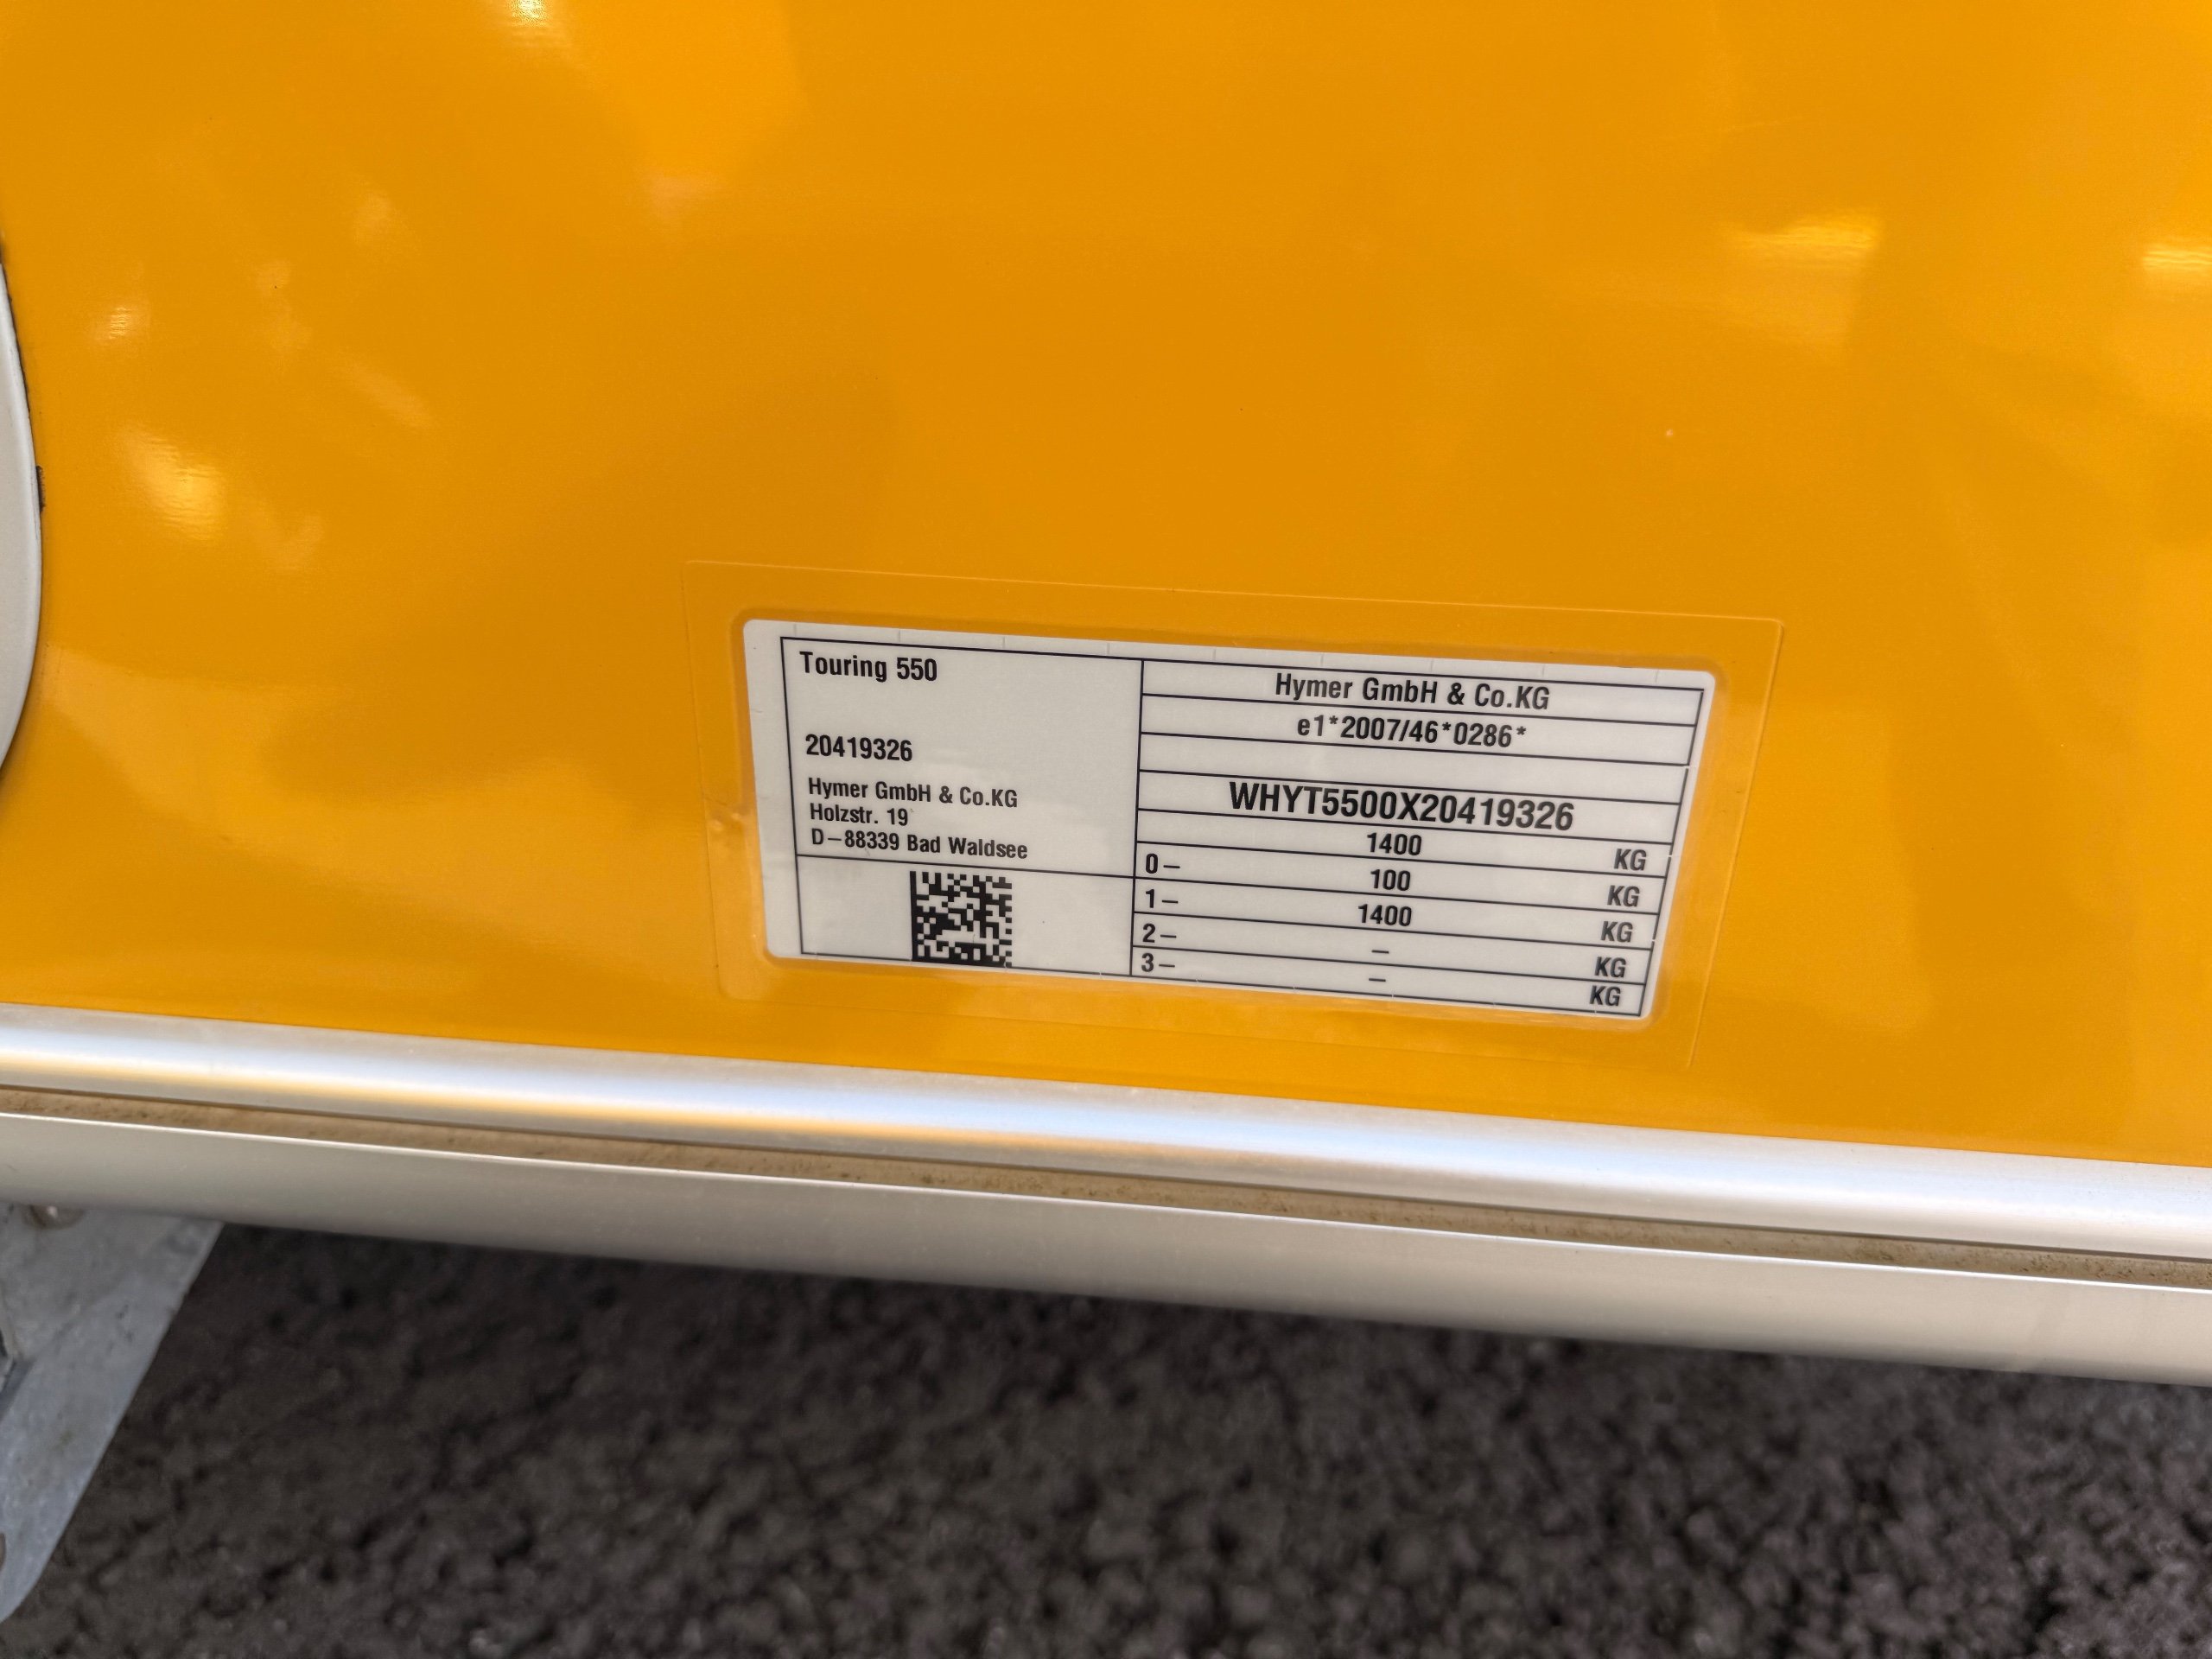 Touring 550
20419326
Hymer GmbH & Co.KG
Holzstr. 19
D–88339 Bad Waldsee
Hymer GmbH & Co.KG
e1*2007/46*0286*
WHYT5500X20419326
1400 KG
0– 100 KG
1– 1400 KG
2– – KG
3– – KG